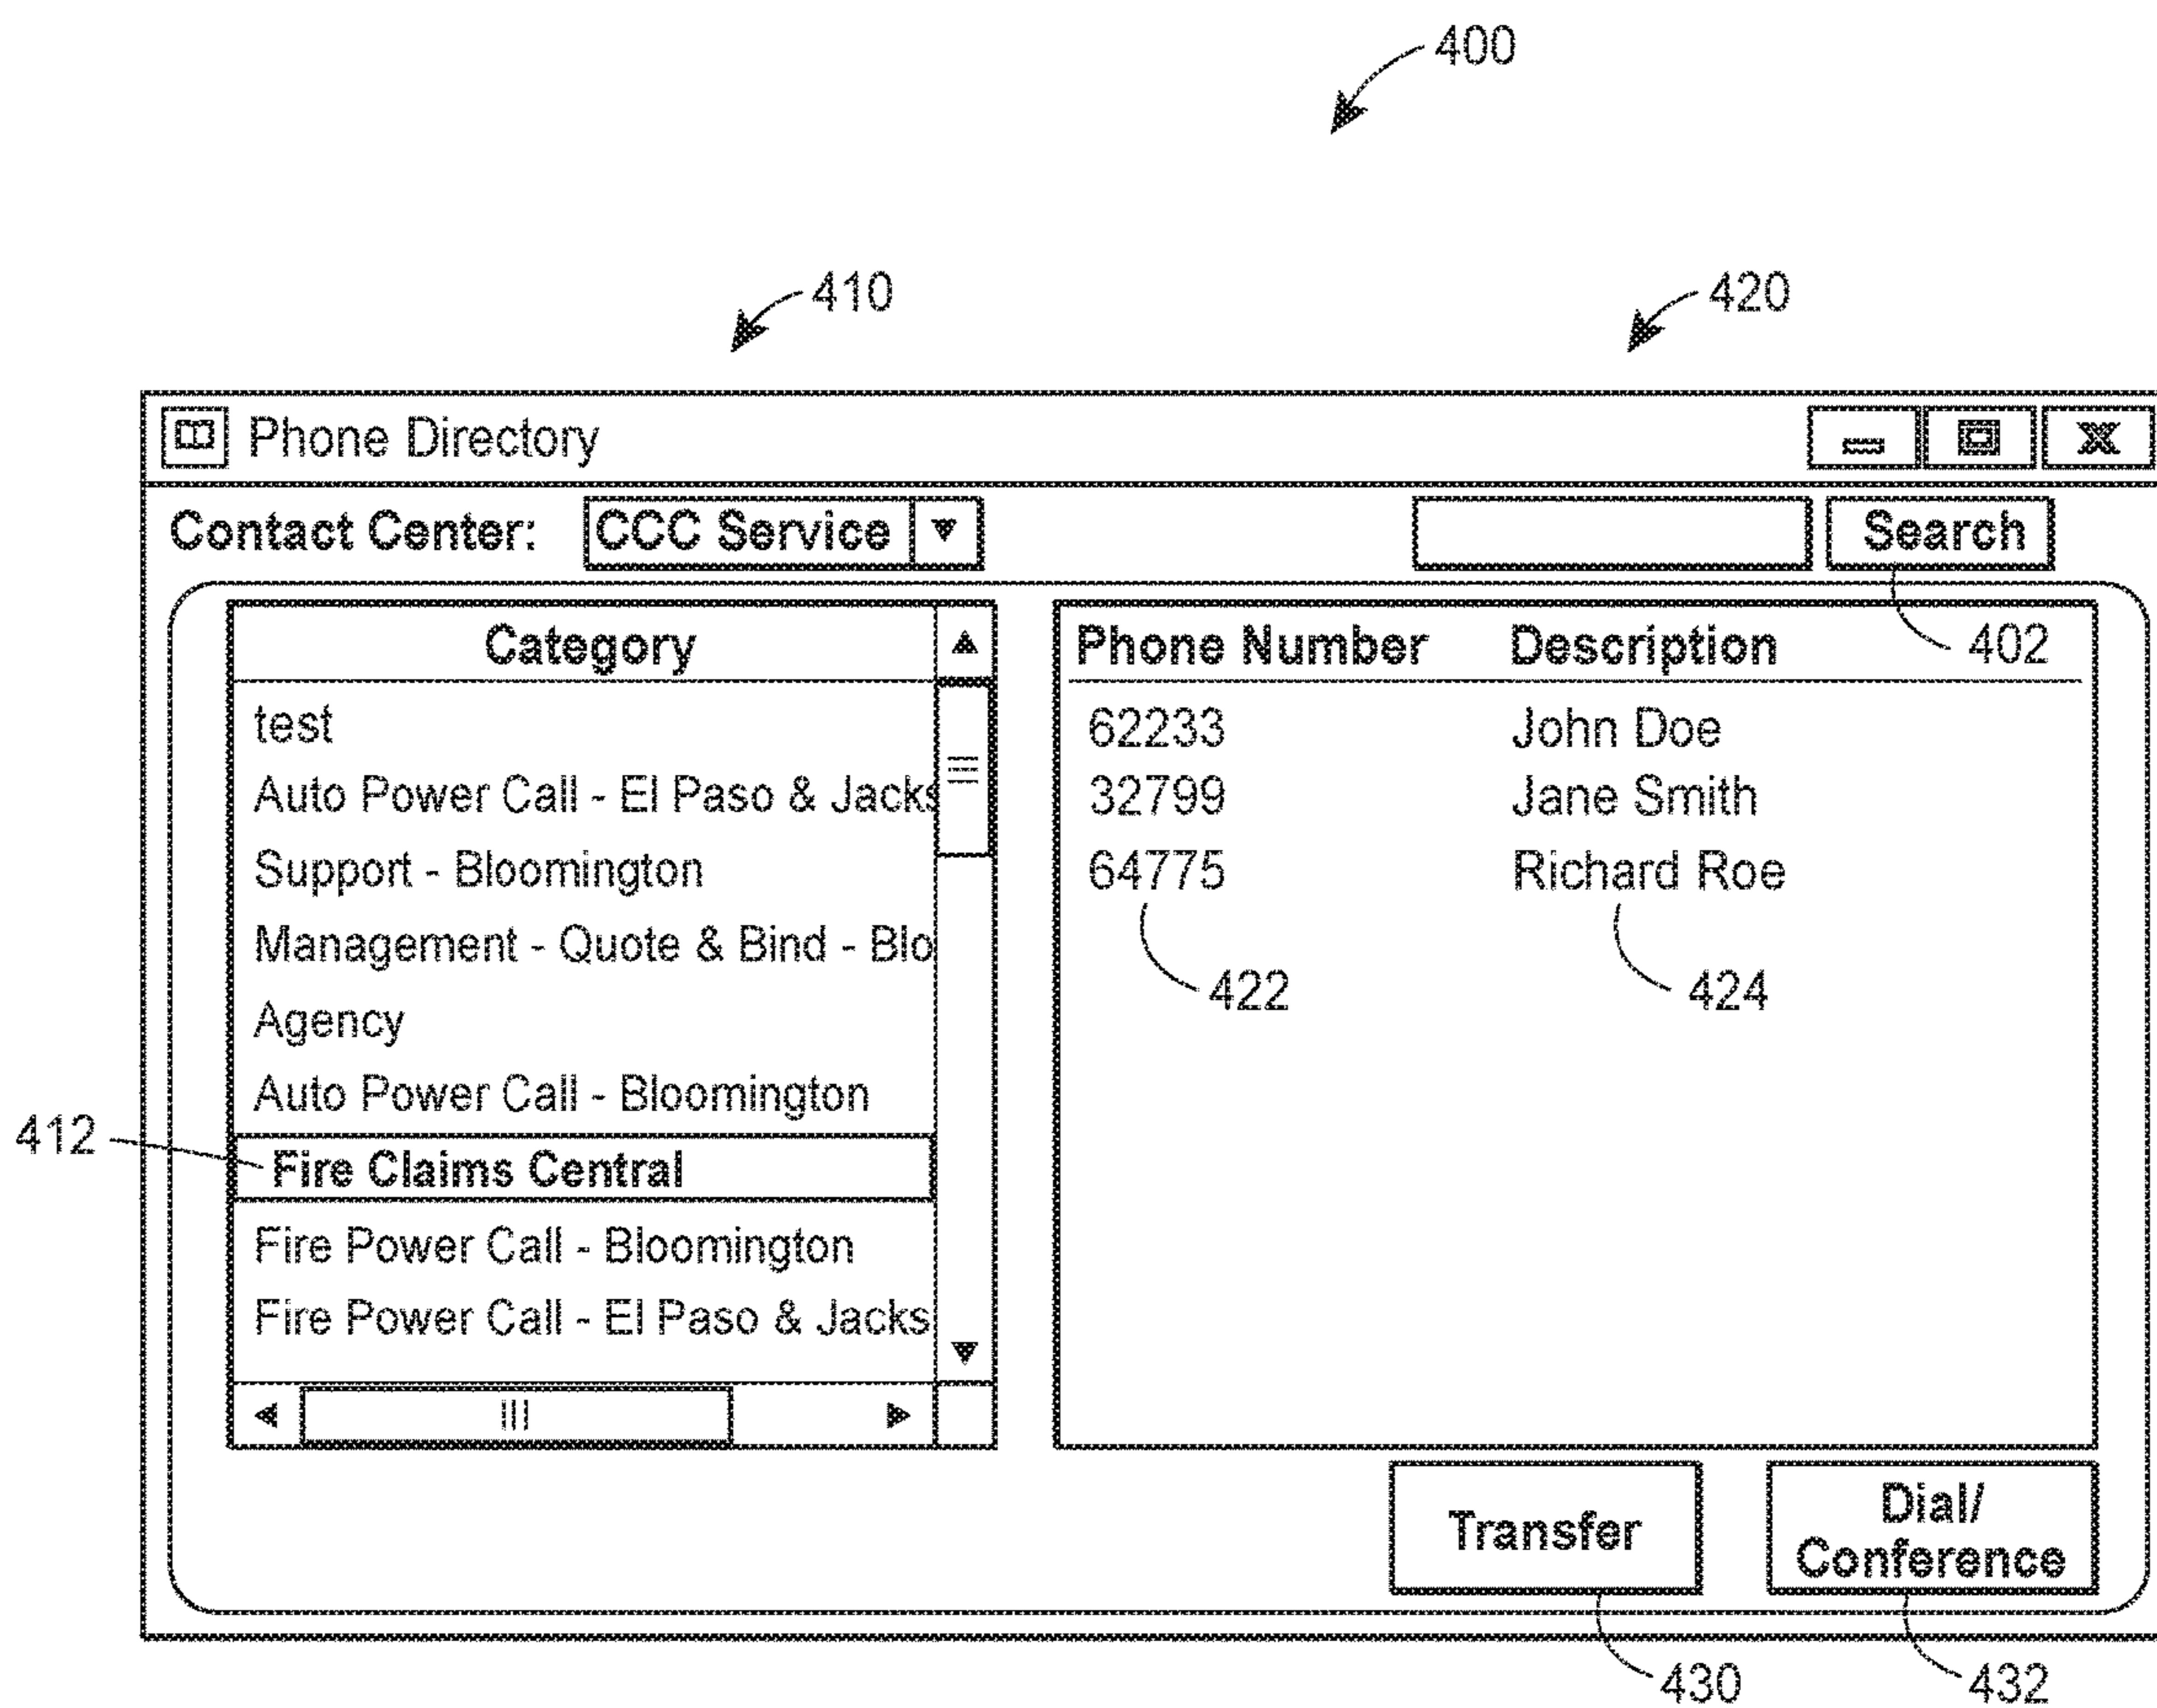 400
410 420
Phone Directory
Contact Center: CCC Service Search
402
Category
test
Auto Power Call - El Paso & Jacks
Support - Bloomington
Management - Quote & Bind - Blo
Agency
Auto Power Call - Bloomington
412 Fire Claims Central
Fire Power Call - Bloomington
Fire Power Call - El Paso & Jacks
Phone Number Description
62233 John Doe
32799 Jane Smith
64775 Richard Roe
422 424
Transfer
Dial/
Conference
430 432